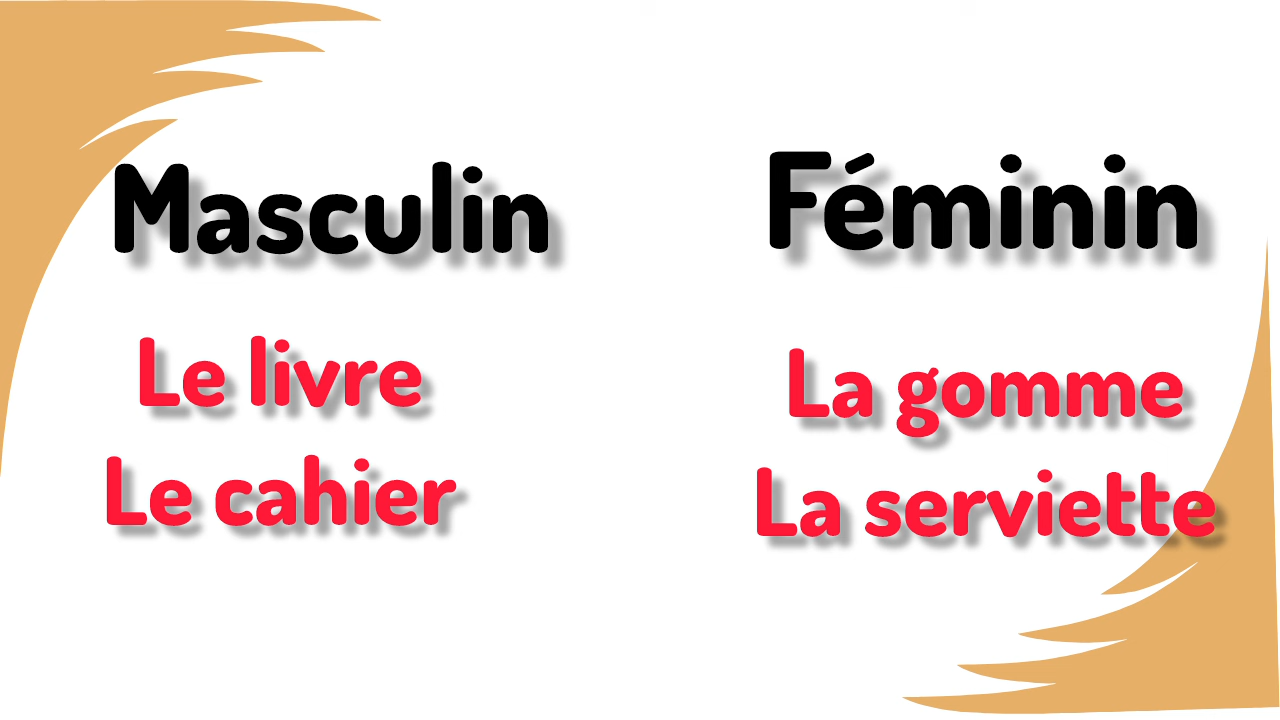 Masculin
Le livre
Le cahier
Féminin
La gomme
La serviette